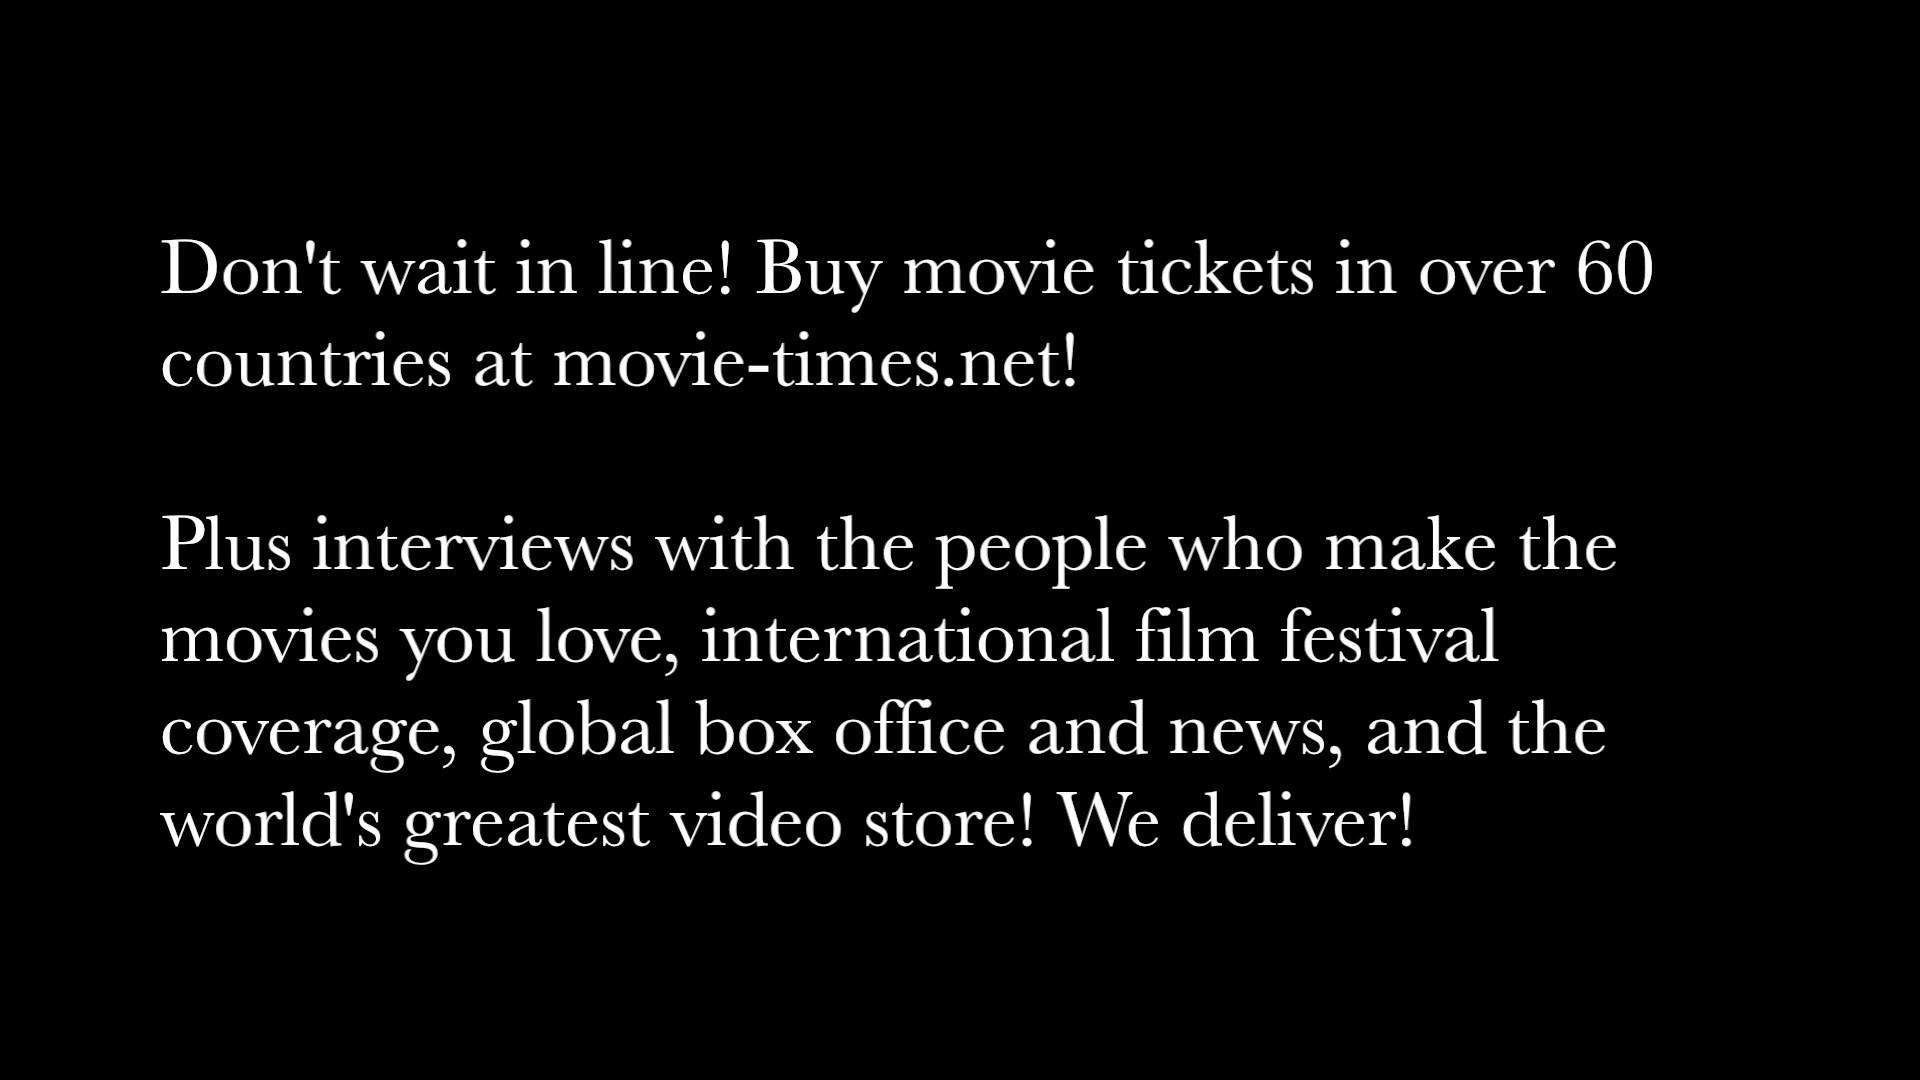 Don't wait in line! Buy movie tickets in over 60
countries at movie-times.net!
Plus interviews with the people who make the
movies you love, international film festival
coverage, global box office and news, and the
world's greatest video store! We deliver!